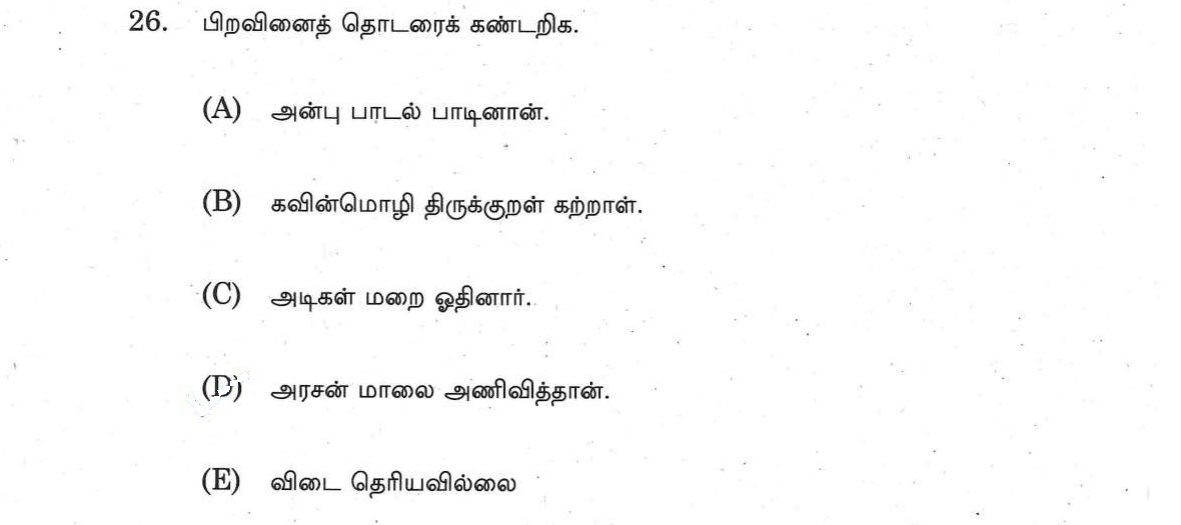 26. பிறவினைத் தொடரைக் கண்டறிக.
(A) அன்பு பாடல் பாடினான்.
(B) கவின்மொழி திருக்குறள் கற்றாள்.
(C) அடிகள் மறை ஓதினார்.
(D) அரசன் மாலை அணிவித்தான்.
(E) விடை தெரியவில்லை